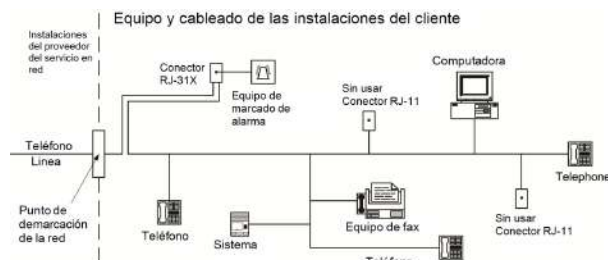 Equipo y cableado de las instalaciones del cliente
Instalaciones
del proveedor
del servicio en
red
Conector
RJ-31X
Equipo de
marcado de
alarma
Sin usar
Conector RJ-11
Computadora
Teléfono
Línea
Telephone
Punto de
demarcación
de la red
Teléfono
Sistema
Equipo de fax
Sin usar
Conector RJ-11
Teléfono